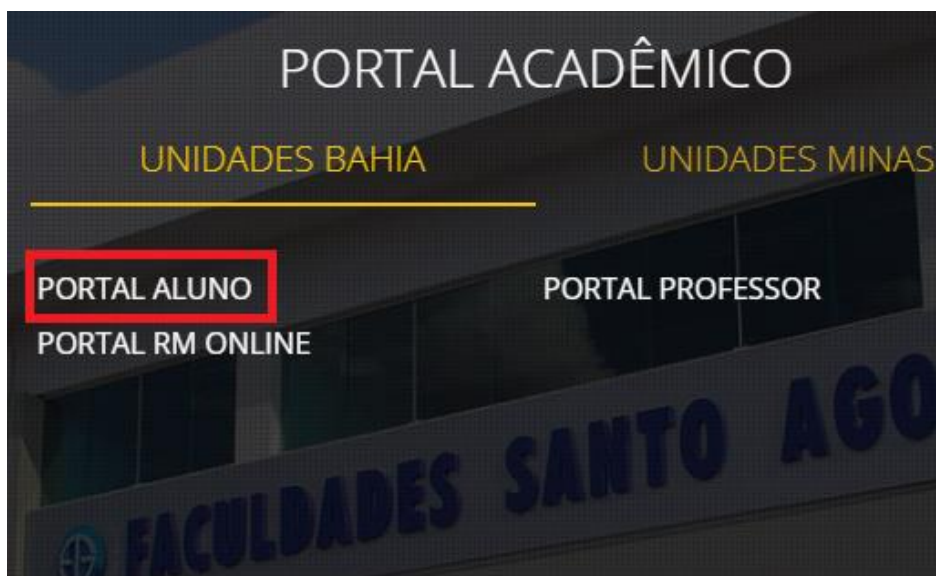 PORTAL ACADÊMICO
UNIDADES BAHIA UNIDADES MINAS
PORTAL ALUNO PORTAL PROFESSOR
PORTAL RM ONLINE
FACULDADES SANTO AGO